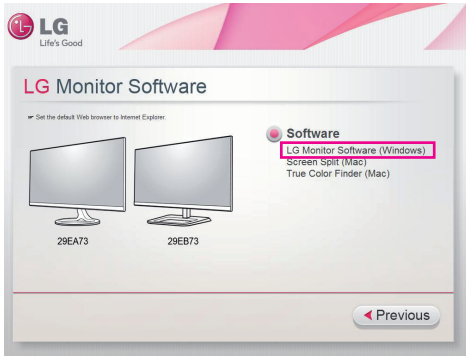 LG
Life's Good
LG Monitor Software
☞ Set the default Web browser to Internet Explorer.
Software
LG Monitor Software (Windows)
Screen Split (Mac)
True Color Finder (Mac)
29EA73
29EB73
Previous